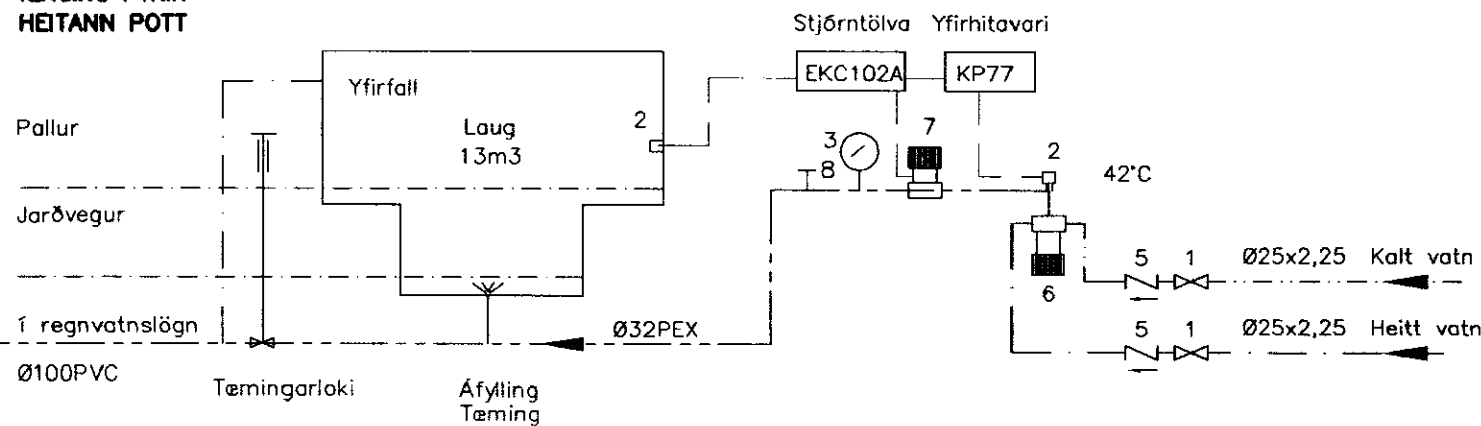 HEITANN POTT
Stjórntölva Yfirhitavari
EKC102A
KP77
Yfirfall
Pallur
Laug
13m3
2
3
8
7
2
42°C
Jarðvegur
5 1 Ø25x2,25 Kalt vatn
6
í regnvatnslögn
Ø32PEX
5 1 Ø25x2,25 Heitt vatn
Ø100PVC
Tæmingarloki
Áfylling
Tæming